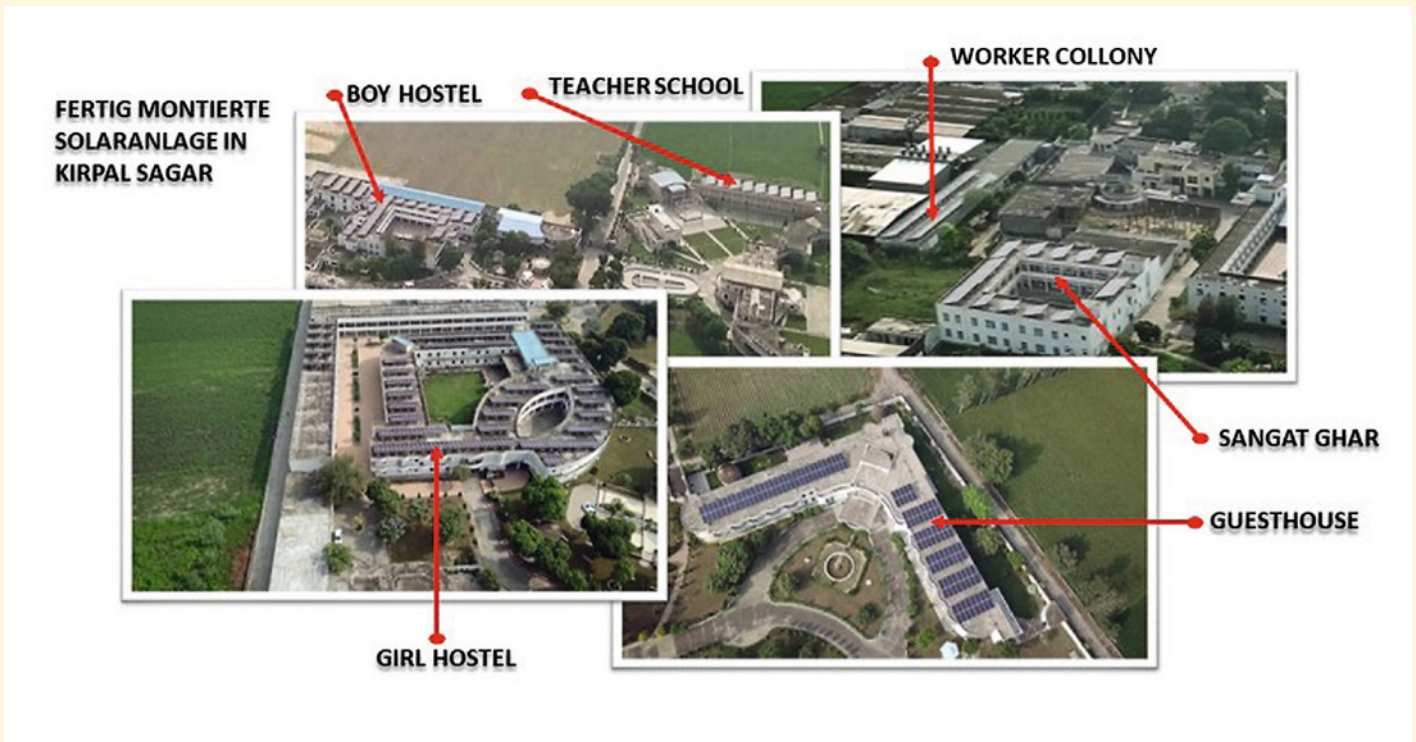 FERTIG MONTIERTE
SOLARANLAGE IN
KIRPAL SAGAR
BOY HOSTEL
TEACHER SCHOOL
WORKER COLLONY
SANGAT GHAR
GUESTHOUSE
GIRL HOSTEL